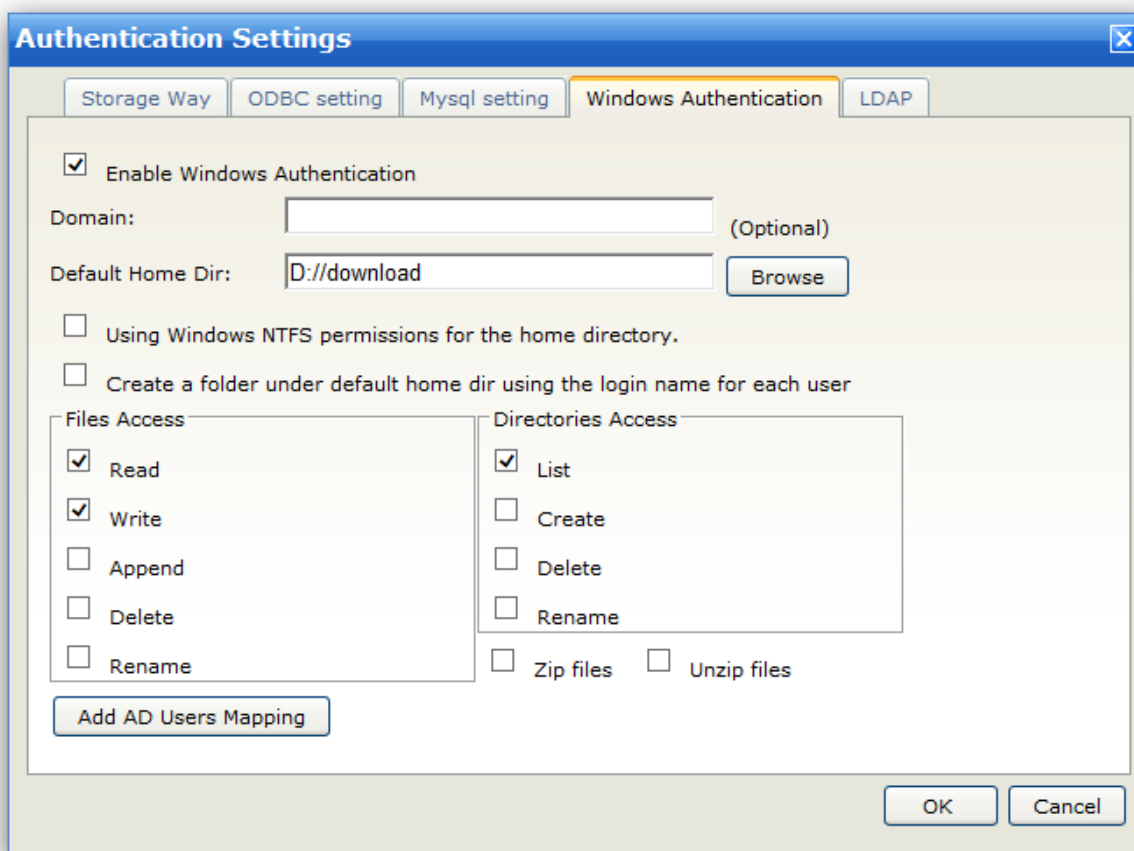 Authentication Settings
Storage Way ODBC setting Mysql setting Windows Authentication LDAP
Enable Windows Authentication
Domain: (Optional)
Default Home Dir: D://download Browse
Using Windows NTFS permissions for the home directory.
Create a folder under default home dir using the login name for each user
Files Access Directories Access
Read List
Write Create
Append Delete
Delete Rename
Rename Zip files Unzip files
Add AD Users Mapping
OK Cancel